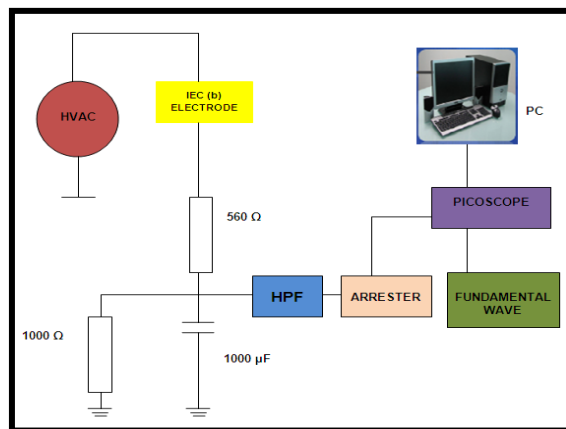 IEC (b)
ELECTRODE
HVAC
PC
PICOSCOPE
560 Ω
HPF
ARRESTER
FUNDAMENTAL
WAVE
1000 Ω
1000 µF